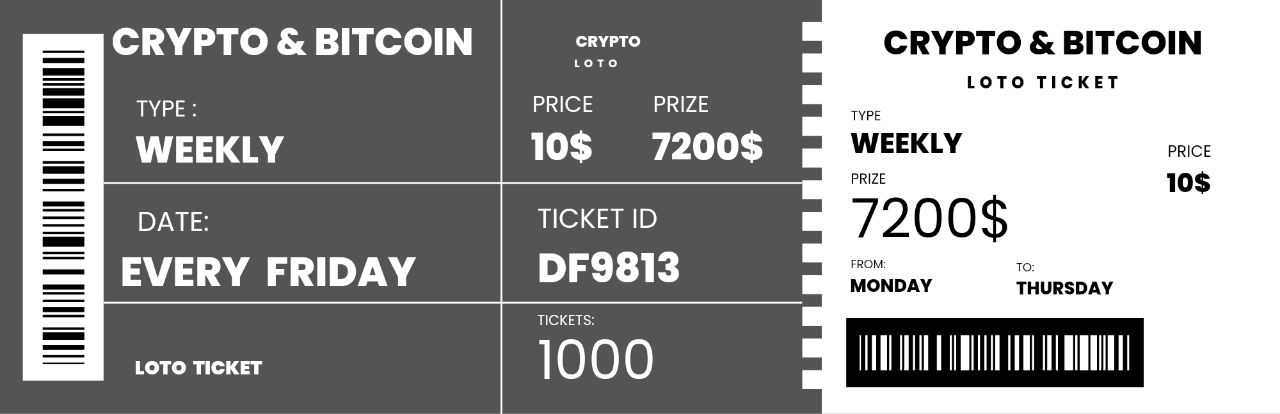 CRYPTO & BITCOIN
TYPE :
WEEKLY
DATE:
EVERY FRIDAY
LOTO TICKET
CRYPTO
LOTO
PRICE PRIZE
10$ 7200$
TICKET ID
DF9813
TICKETS:
1000
CRYPTO & BITCOIN
LOTO TICKET
TYPE
WEEKLY
PRICE
10$
PRIZE
7200$
FROM: TO:
MONDAY THURSDAY